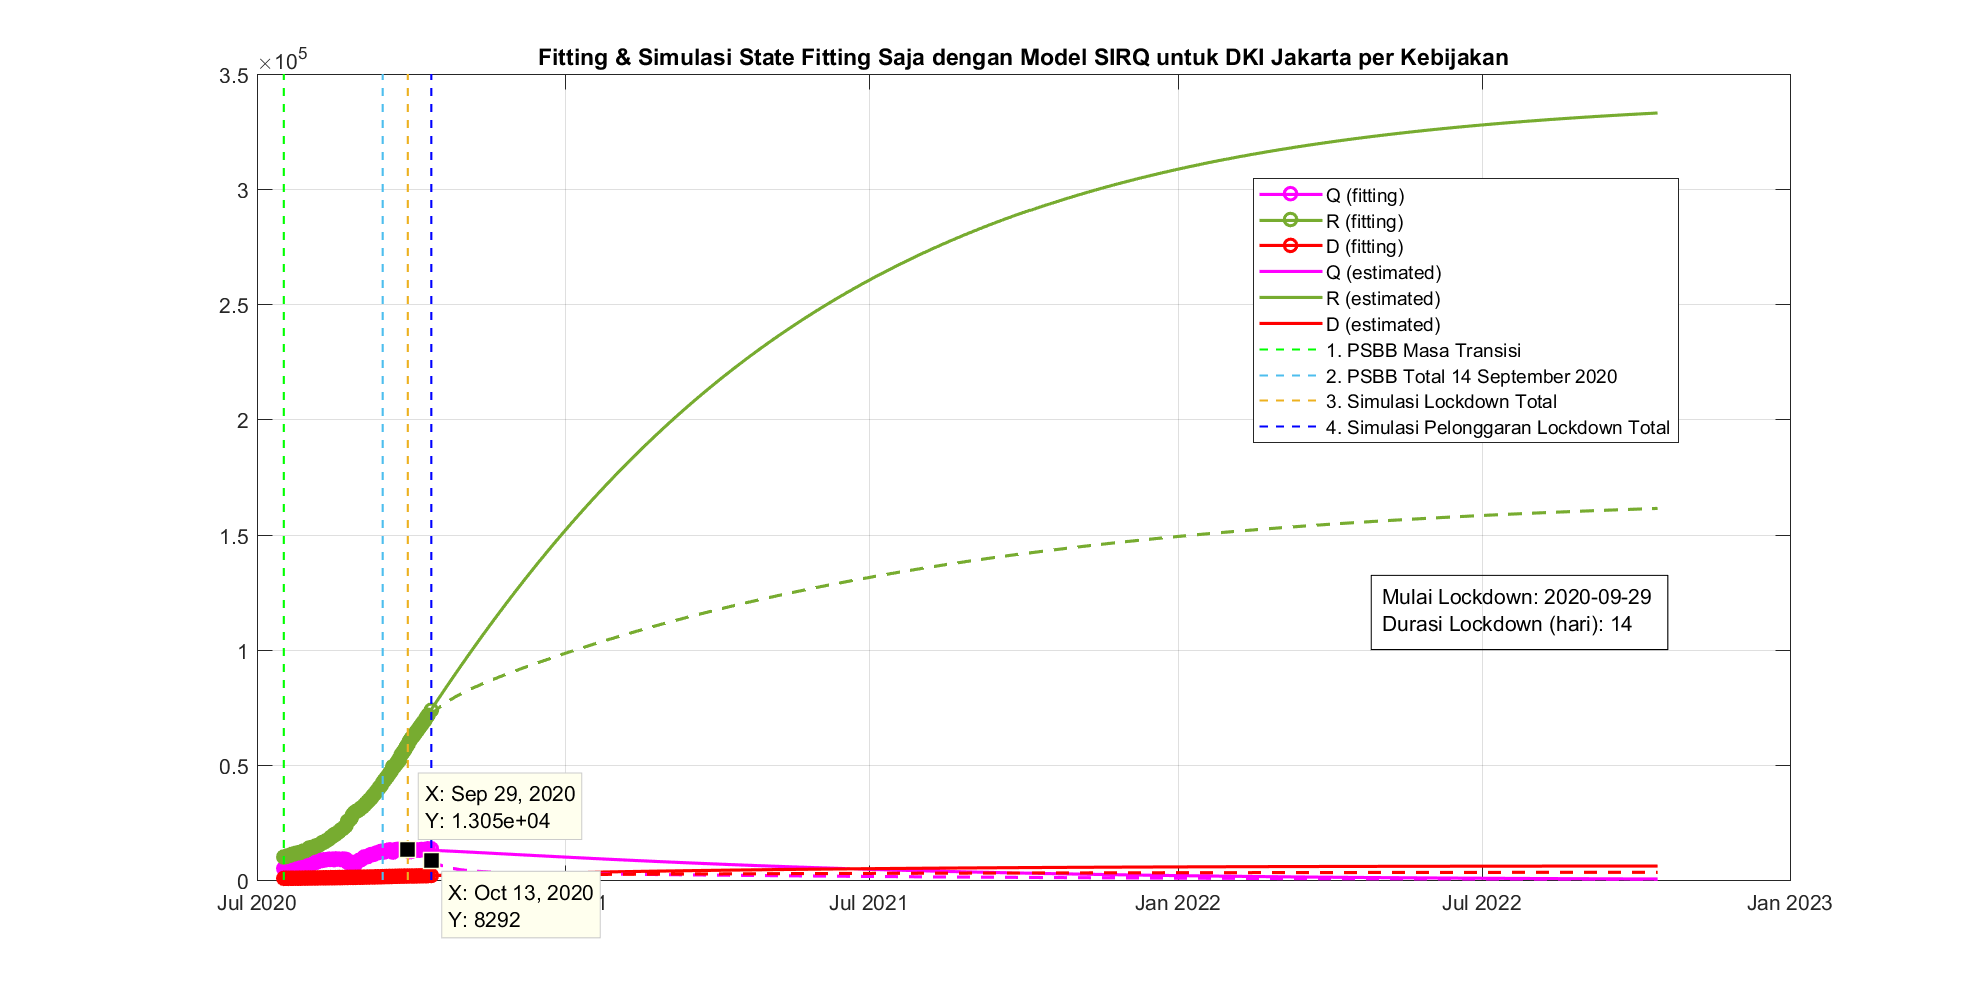 Fitting & Simulasi State Fitting Saja dengan Model SIRQ untuk DKI Jakarta per Kebijakan
×10^5
3.5
3
2.5
2
1.5
1
0.5
0
Q (fitting)
R (fitting)
D (fitting)
Q (estimated)
R (estimated)
D (estimated)
1. PSBB Masa Transisi
2. PSBB Total 14 September 2020
3. Simulasi Lockdown Total
4. Simulasi Pelonggaran Lockdown Total
Mulai Lockdown: 2020-09-29
Durasi Lockdown (hari): 14
X: Sep 29, 2020
Y: 1.305e+04
X: Oct 13, 2020
Y: 8292
Jul 2020
Jul 2021
Jan 2022
Jul 2022
Jan 2023